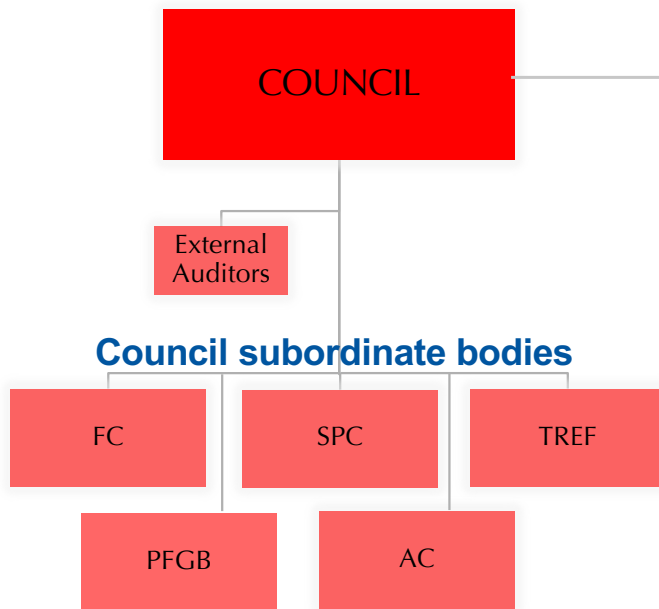 COUNCIL
External
Auditors
Council subordinate bodies
FC
SPC
TREF
PFGB
AC